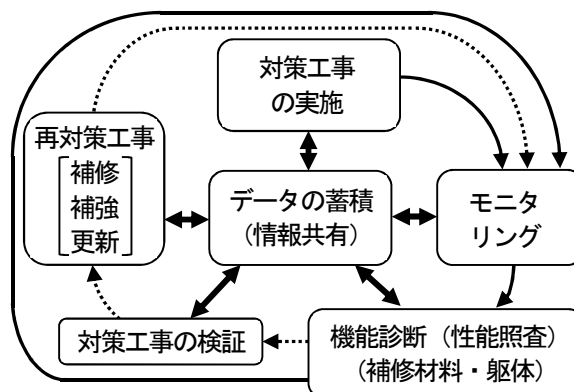 対策工事
の実施
再対策工事
補修
補強
更新
データの蓄積
(情報共有)
モニタ
リング
対策工事の検証
機能診断(性能照査)
(補修材料・躯体)